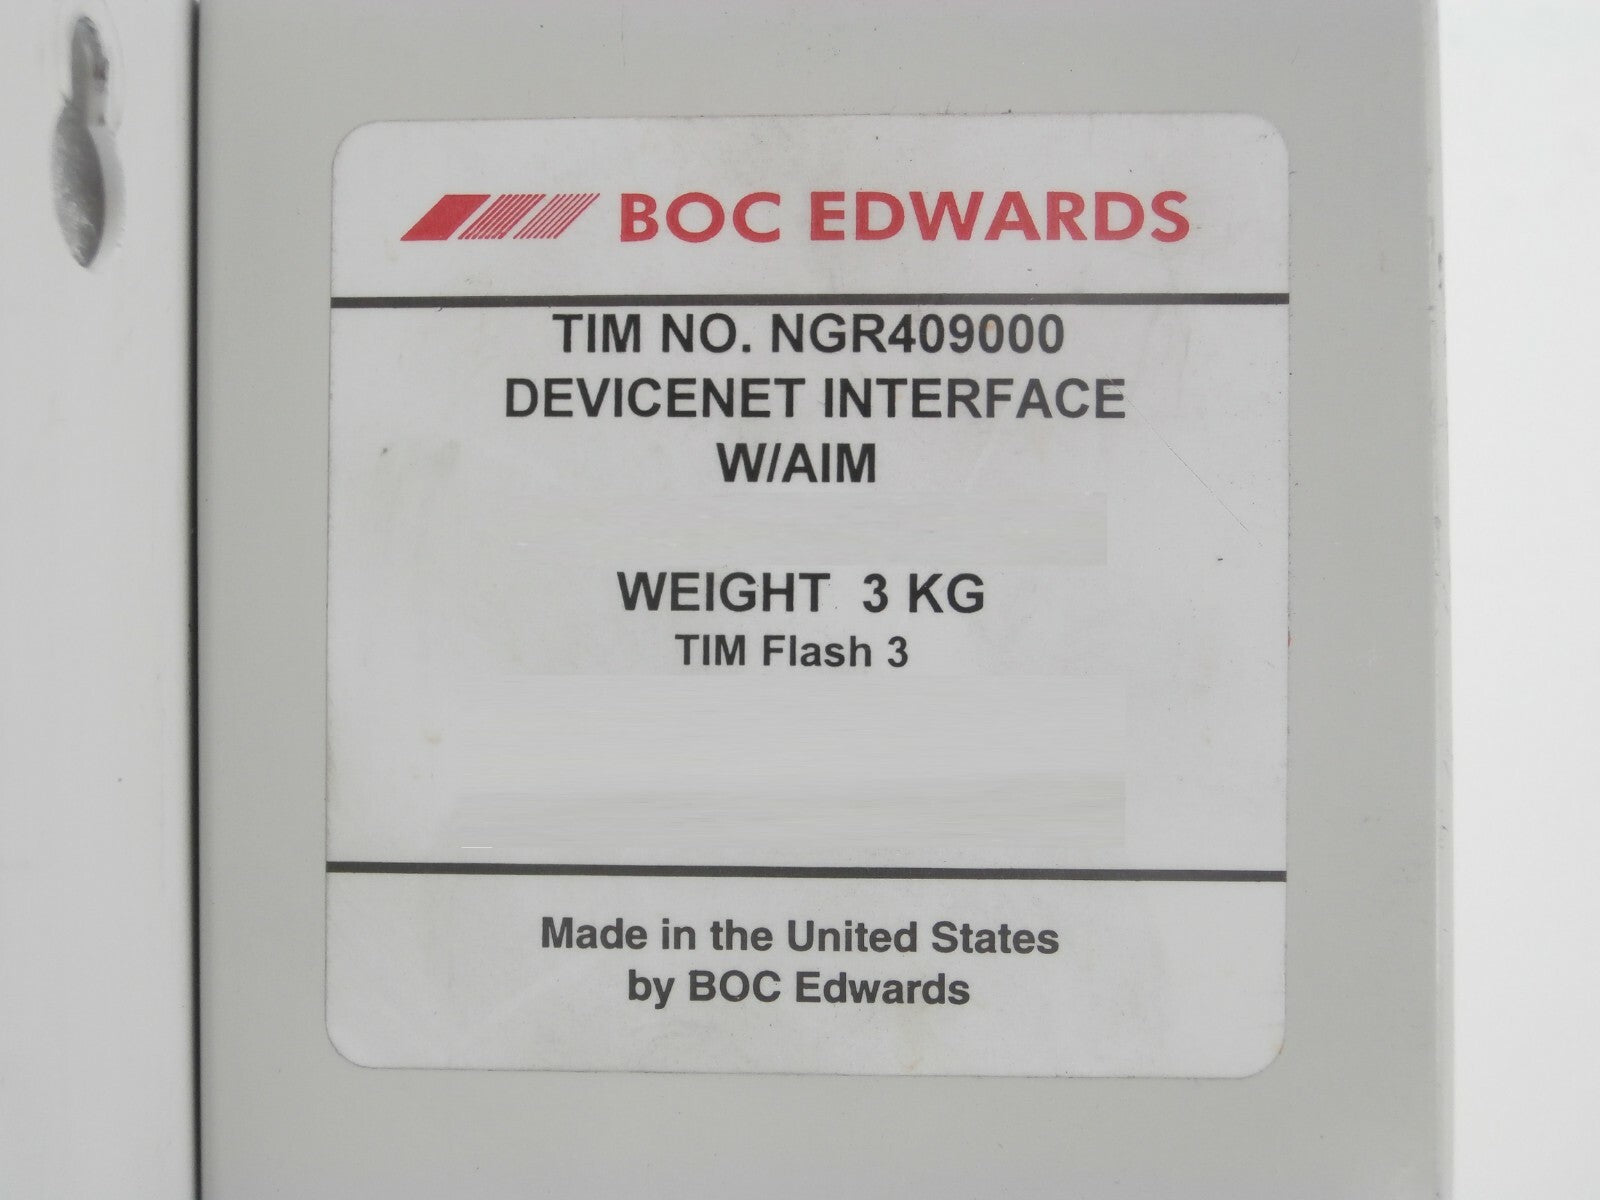 BOC EDWARDS
TIM NO. NGR409000
DEVICENET INTERFACE
W/AIM
WEIGHT 3 KG
TIM Flash 3
Made in the United States
by BOC Edwards